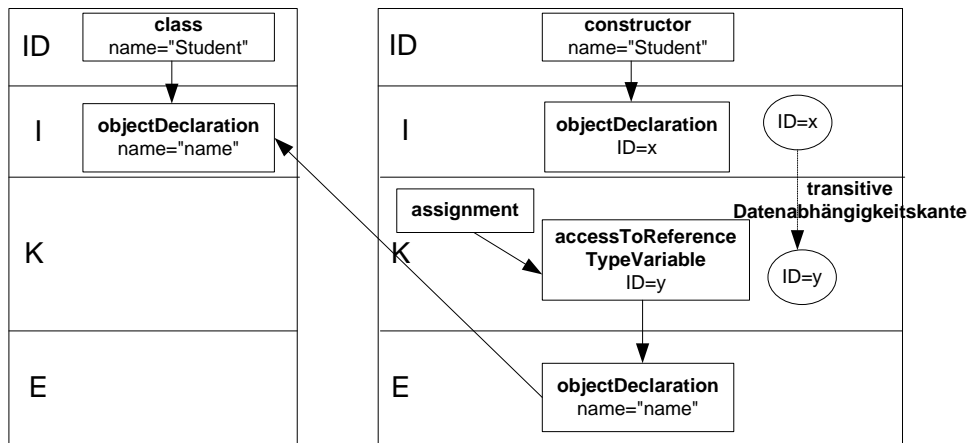 ID
class
name="Student"
I
objectDeclaration
name="name"
K
E
ID
constructor
name="Student"
I
objectDeclaration
ID=x
ID=x
transitive
Datenabhängigkeitskante
K
assignment
accessToReference
TypeVariable
ID=y
ID=y
E
objectDeclaration
name="name"